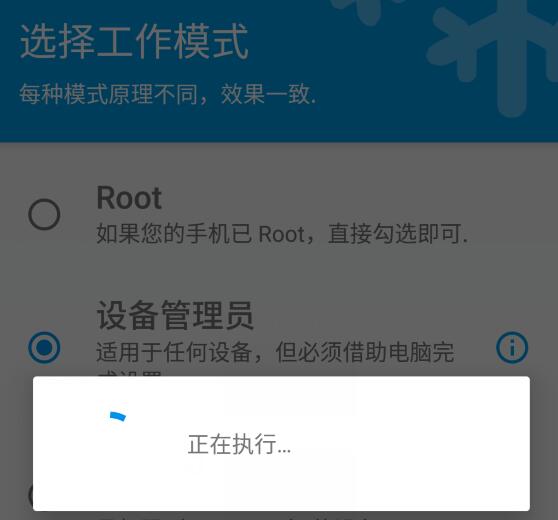 选择工作模式
每种模式原理不同，效果一致.
Root
如果您的手机已 Root，直接勾选即可.
设备管理员
适用于任何设备，但必须借助电脑完
成设置
正在执行...